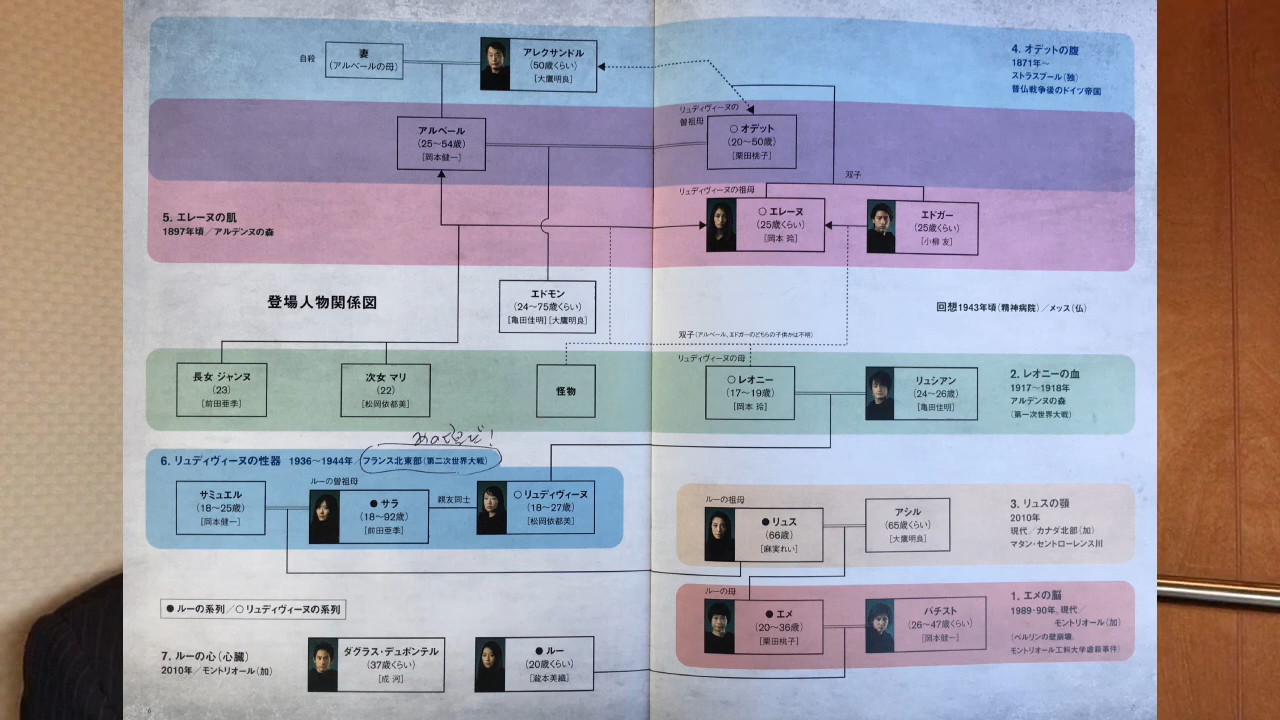 自殺
妻
(アルベールの母)
アレクサンドル
(50歳くらい)
[大鷹明良]
4. オデットの腹
1871年〜
ストラスブール(独)
普仏戦争後のドイツ帝国
アルベール
(25〜54歳)
[岡本健一]
リュディヴィーヌの
曽祖母
○ オデット
(20〜50歳)
[栗田桃子]
双子
5. エレーヌの肌
1897年頃/アルデンヌの森
リュディヴィーヌの祖母
○ エレーヌ
(25歳くらい)
[岡本 玲]
エドガー
(25歳くらい)
[小柳 友]
登場人物関係図
エドモン
(24〜75歳くらい)
[亀田佳明][大鷹明良]
回想1943年頃(精神病院)/メッス(仏)
双子(アルベール、エドガーのどちらの子供かは不明)
長女 ジャンヌ
(23)
[前田亜季]
次女 マリ
(22)
[松岡依都美]
怪物
リュディヴィーヌの母
○ レオニー
(17〜19歳)
[岡本 玲]
リュシアン
(24〜26歳)
[亀田佳明]
2. レオニーの血
1917〜1918年
アルデンヌの森
(第一次世界大戦)
6. リュディヴィーヌの性器 1936〜1944年/フランス北東部(第二次世界大戦)
サミュエル
(18〜25歳)
[岡本健一]
ルーの曽祖母
● サラ
(18〜92歳)
[前田亜季]
親友同士
○ リュディヴィーヌ
(18〜27歳)
[松岡依都美]
ルーの祖母
● リュス
(66歳)
[麻実れい]
アシル
(65歳くらい)
[大鷹明良]
3. リュスの顎
2010年
現代/カナダ北部(加)
マタン・セントローレンス川
● ルーの系列/○ リュディヴィーヌの系列
ルーの母
● エメ
(20〜36歳)
[栗田桃子]
バチスト
(26〜47歳くらい)
[岡本健一]
1. エメの脳
1989・90年、現代/
モントリオール(加)
(ベルリンの壁崩壊、
モントリオール工科大学虐殺事件)
7. ルーの心(心臓)
2010年/モントリオール(加)
ダグラス・デュポンテル
(37歳くらい)
[成 河]
● ルー
(20歳くらい)
[瀧本美織]
6